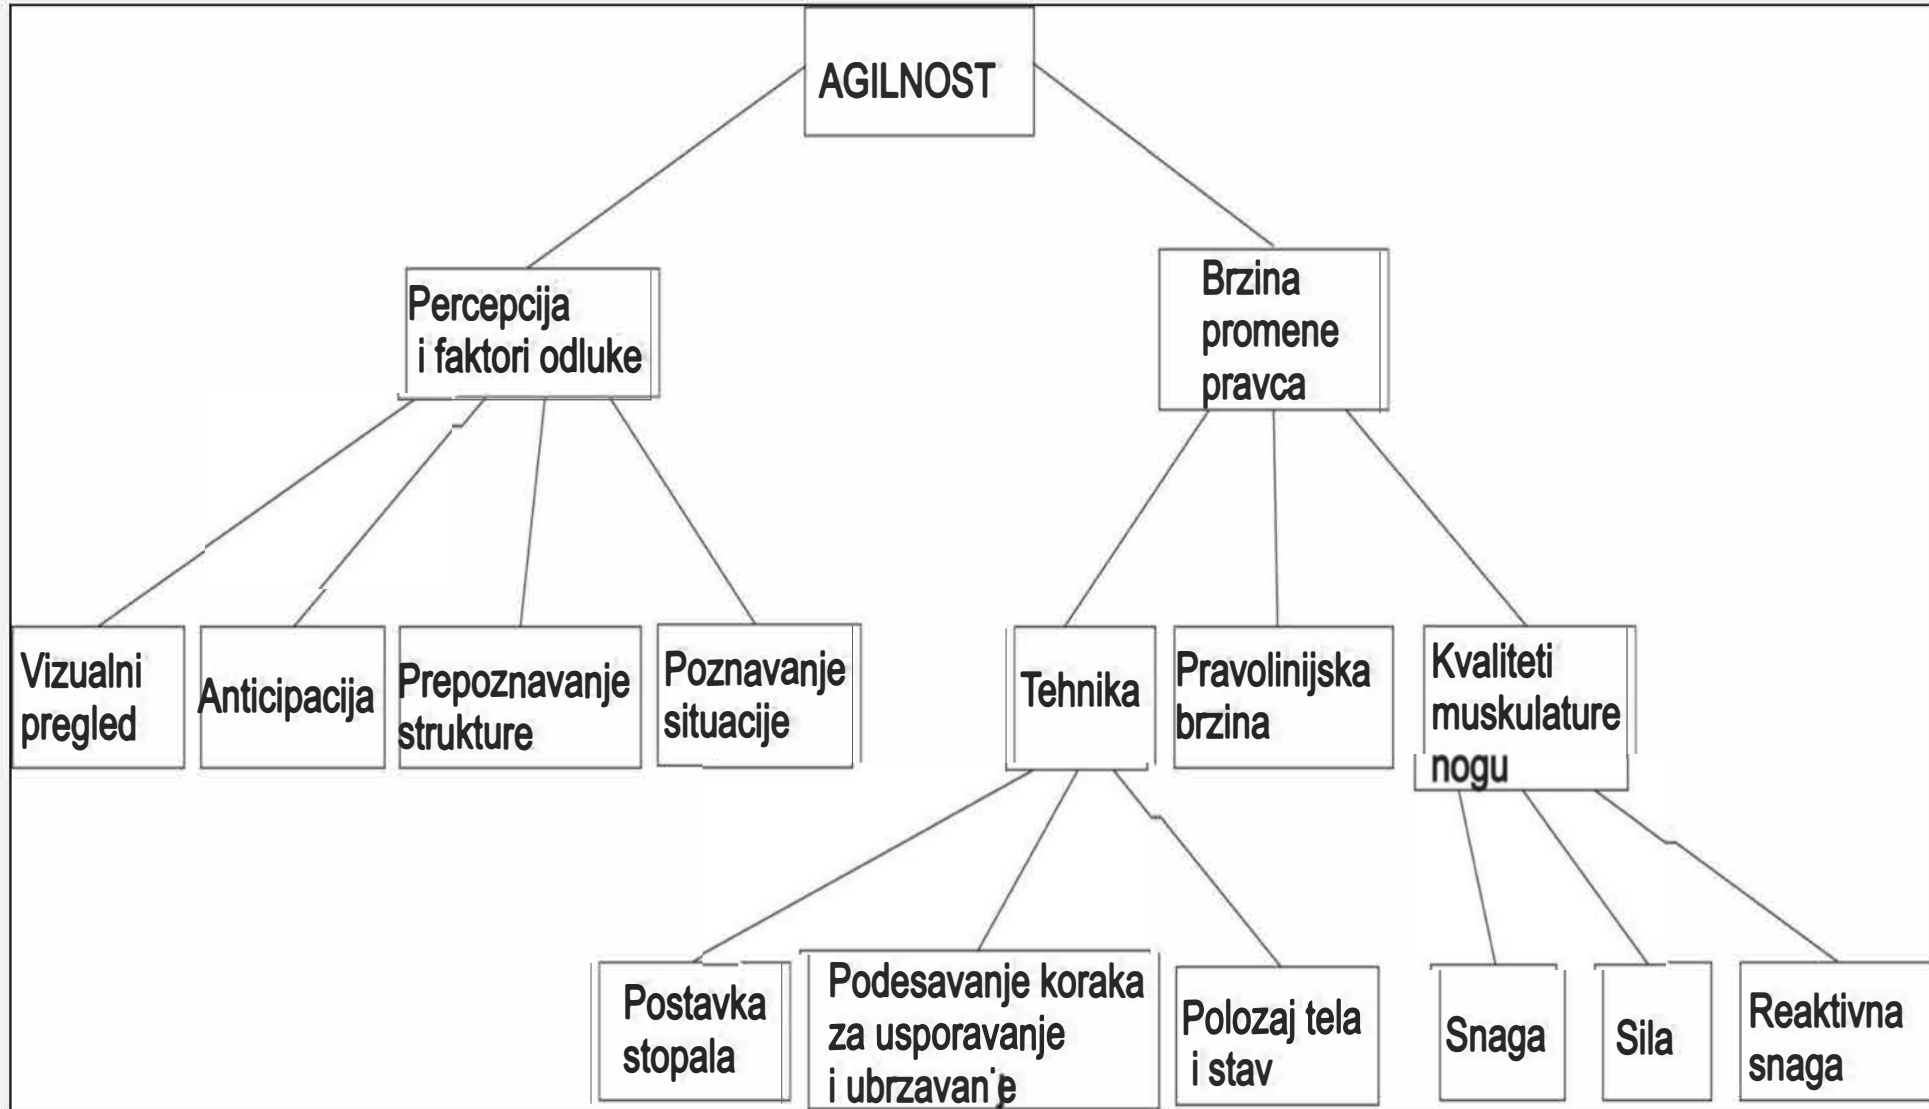 AGILNOST
Percepcija
i faktori odluke
Brzina
promene
pravca
Vizualni
pregled
Anticipacija
Prepoznavanje
strukture
Poznavanje
situacije
Tehnika
Pravolinijska
brzina
Kvaliteti
muskulature
nogu
Postavka
stopala
Podesavanje koraka
za usporavanje
i ubrzavanje
Polozaj tela
i stav
Snaga
Sila
Reaktivna
snaga